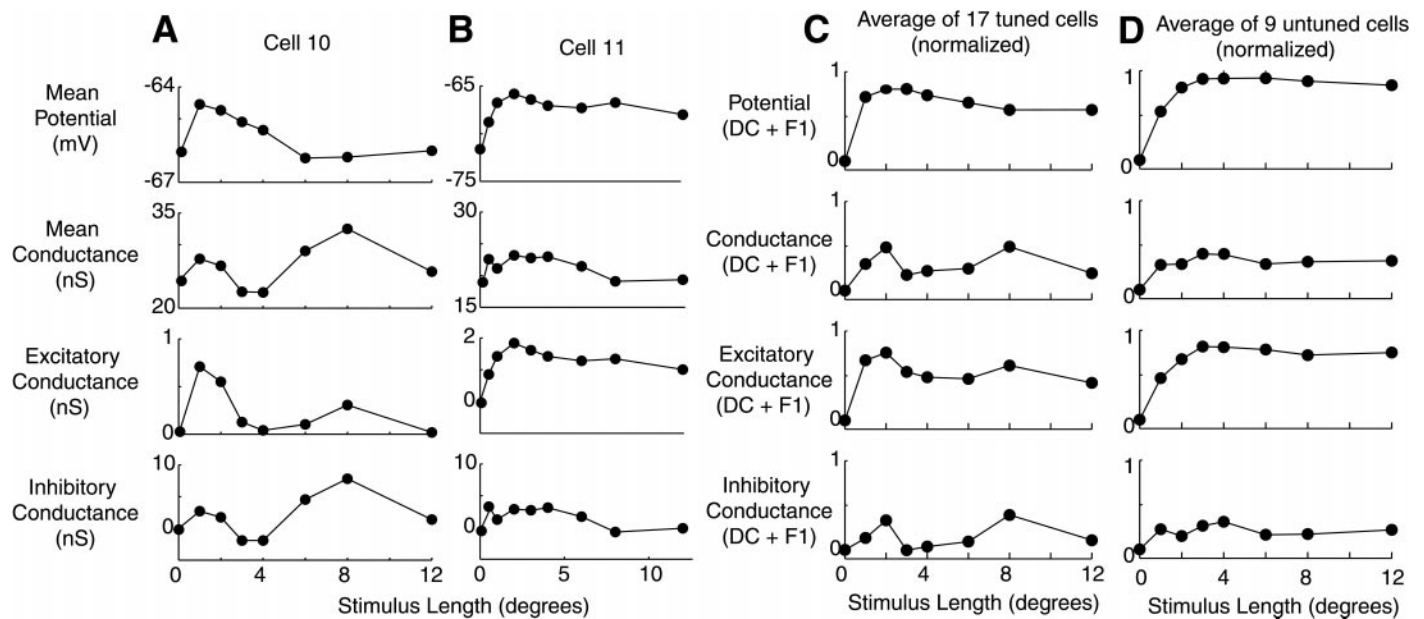 A
Cell 10
B
Cell 11
C
Average of 17 tuned cells
(normalized)
D
Average of 9 untuned cells
(normalized)
Mean
Potential
(mV)
-64
-67
-65
-75
Potential
(DC + F1)
1
0
1
0
Mean
Conductance
(nS)
35
20
30
15
Conductance
(DC + F1)
1
0
1
0
Excitatory
Conductance
(nS)
1
0
2
0
Excitatory
Conductance
(DC + F1)
1
0
1
0
Inhibitory
Conductance
(nS)
10
0
10
0
Inhibitory
Conductance
(DC + F1)
1
0
1
0
0 4 8 12
0 5 10
0 4 8 12
0 4 8 12
Stimulus Length (degrees)
Stimulus Length (degrees)